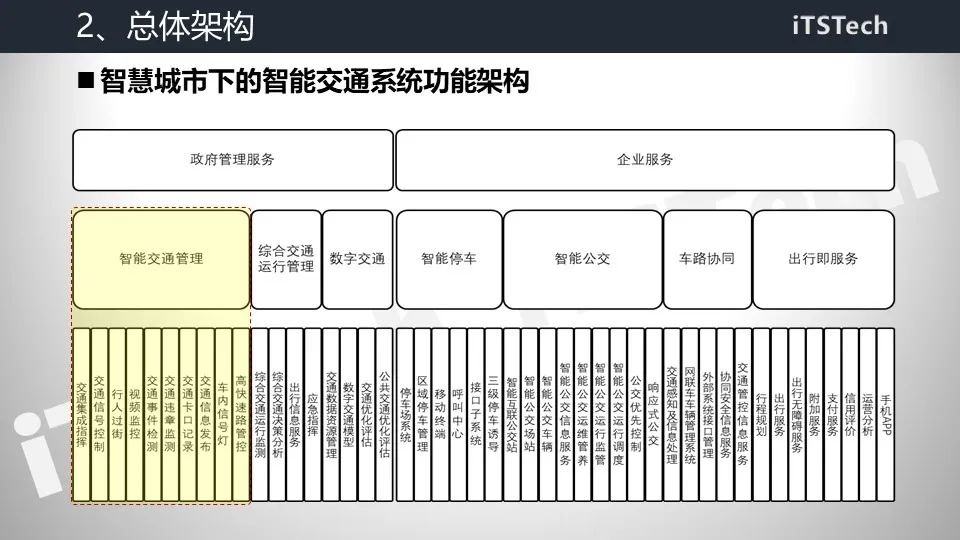 2、总体架构
iTSTech
■ 智慧城市下的智能交通系统功能架构
政府管理服务
企业服务
智能交通管理
综合交通
运行管理
数字交通
智能停车
智能公交
车路协同
出行即服务
交通集成指挥
交通信号控制
行人过街
视频监控
交通事件检测
交通违章监测
交通卡口记录
交通信息发布
车内信号灯
高快速路管控
综合交通运行监测
综合交通决策分析
出行信息服务
应急指挥
交通数据资源管理
数字交通模型
交通优化评估
公共交通优化评估
停车场系统
区域停车管理
移动终端
呼叫中心
接口子系统
三级停车诱导
智能互联公交站
智能公交场站
智能公交车辆
智能公交信息服务
智能公交运维管养
智能公交运行监管
智能公交运行调度
公交优先控制
响应式公交
交通感知及信息处理
网联车车辆管理系统
外部系统接口管理
协同安全信息服务
交通管控信息服务
行程规划
出行服务
出行无障碍服务
附加服务
支付服务
信用评价
运营分析
手机APP